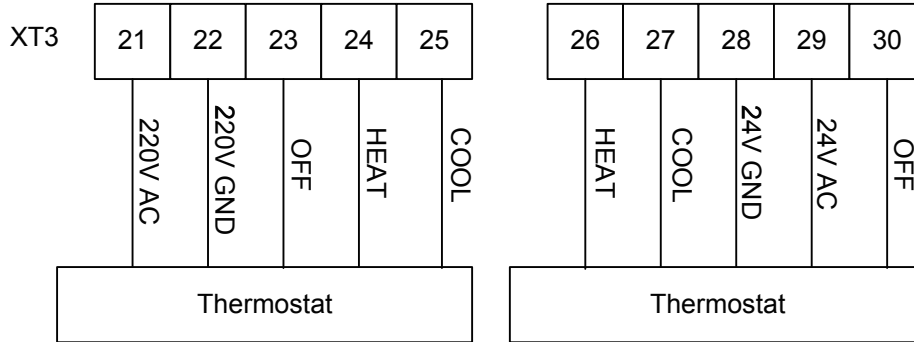 XT3 21 22 23 24 25 26 27 28 29 30
220V AC
220V GND
OFF
HEAT
COOL
HEAT
COOL
24V GND
24V AC
OFF
Thermostat Thermostat